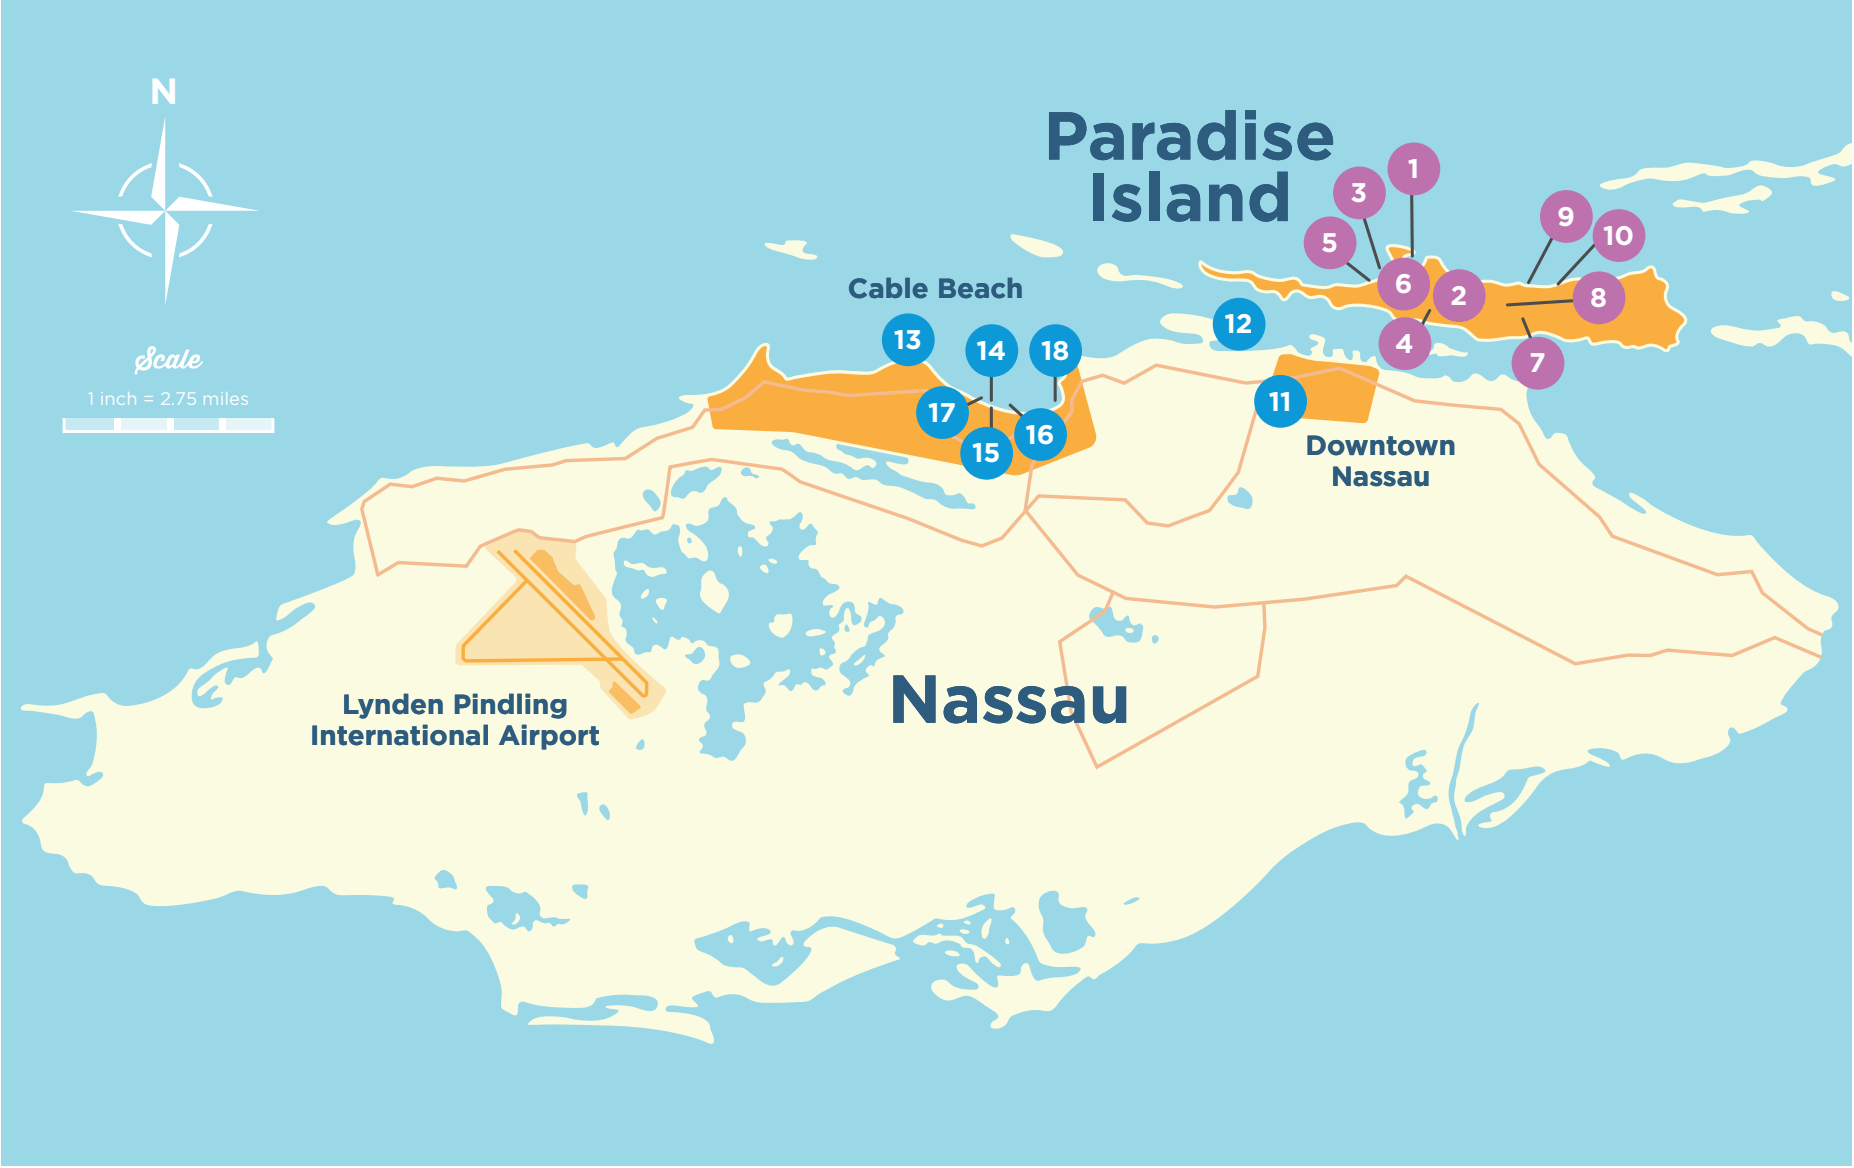 N
Scale
1 inch = 2.75 miles
Paradise
Island
1
3
5
6
2
4
9
10
8
7
Cable Beach
13
14
18
12
17
15
16
11
Downtown
Nassau
Lynden Pindling
International Airport
Nassau